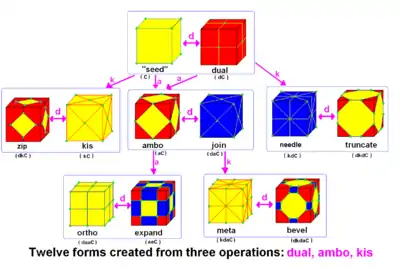 d
"seed"
(C)
dual
(dC)
k
a
a
k
d
d
d
zip
(dkC)
kis
(kC)
ambo
(aC)
join
(daC)
needle
(kdC)
truncate
(dkdC)
a
k
d
d
ortho
(daaC)
expand
(aaC)
meta
(kdaC)
bevel
(dkdaC)
Twelve forms created from three operations: dual, ambo, kis